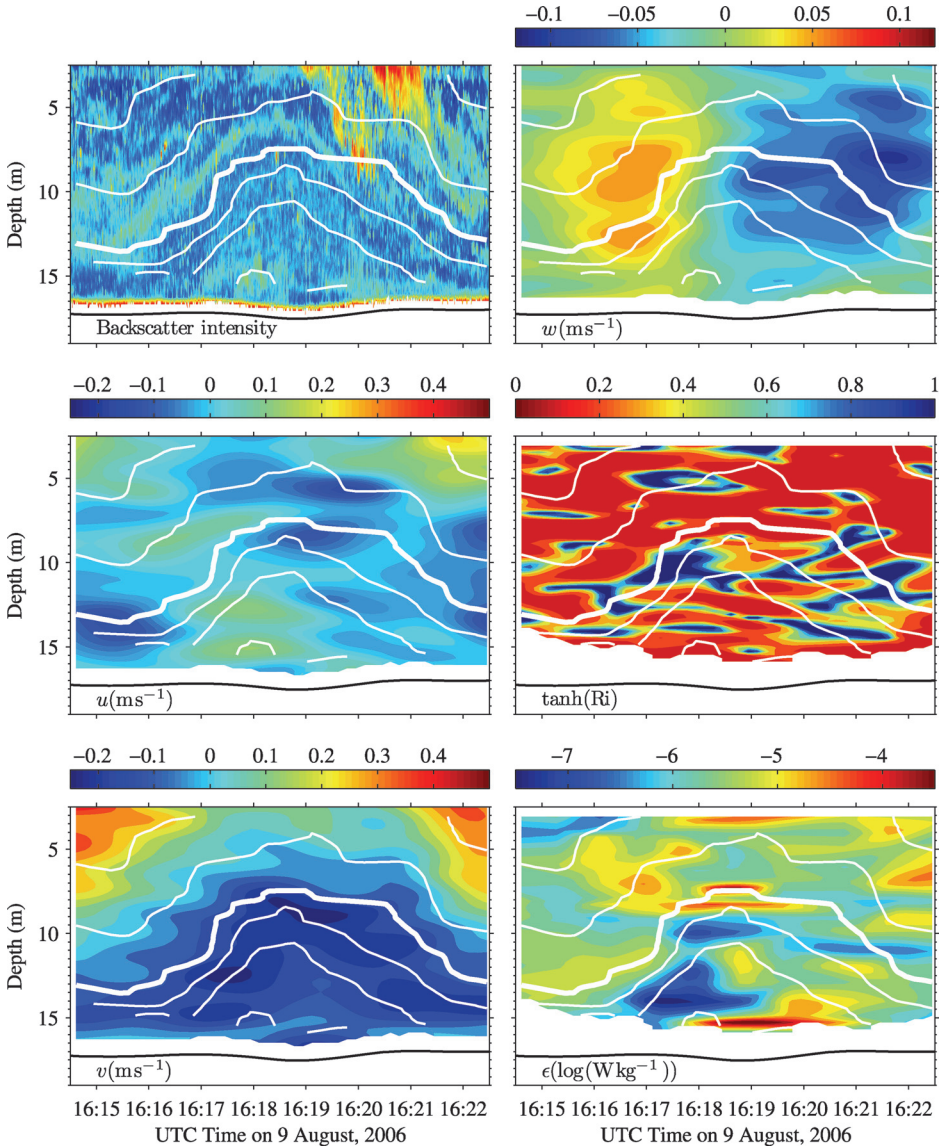 −0.1 −0.05 0 0.05 0.1
5
10
15
Depth (m)
Backscatter intensity
w(ms⁻¹)
−0.2 −0.1 0 0.1 0.2 0.3 0.4
0 0.2 0.4 0.6 0.8 1
5
10
15
Depth (m)
u(ms⁻¹)
tanh(Ri)
−0.2 −0.1 0 0.1 0.2 0.3 0.4
−7 −6 −5 −4
5
10
15
Depth (m)
v(ms⁻¹)
ϵ(log(Wkg⁻¹))
16:15 16:16 16:17 16:18 16:19 16:20 16:21 16:22
16:15 16:16 16:17 16:18 16:19 16:20 16:21 16:22
UTC Time on 9 August, 2006
UTC Time on 9 August, 2006